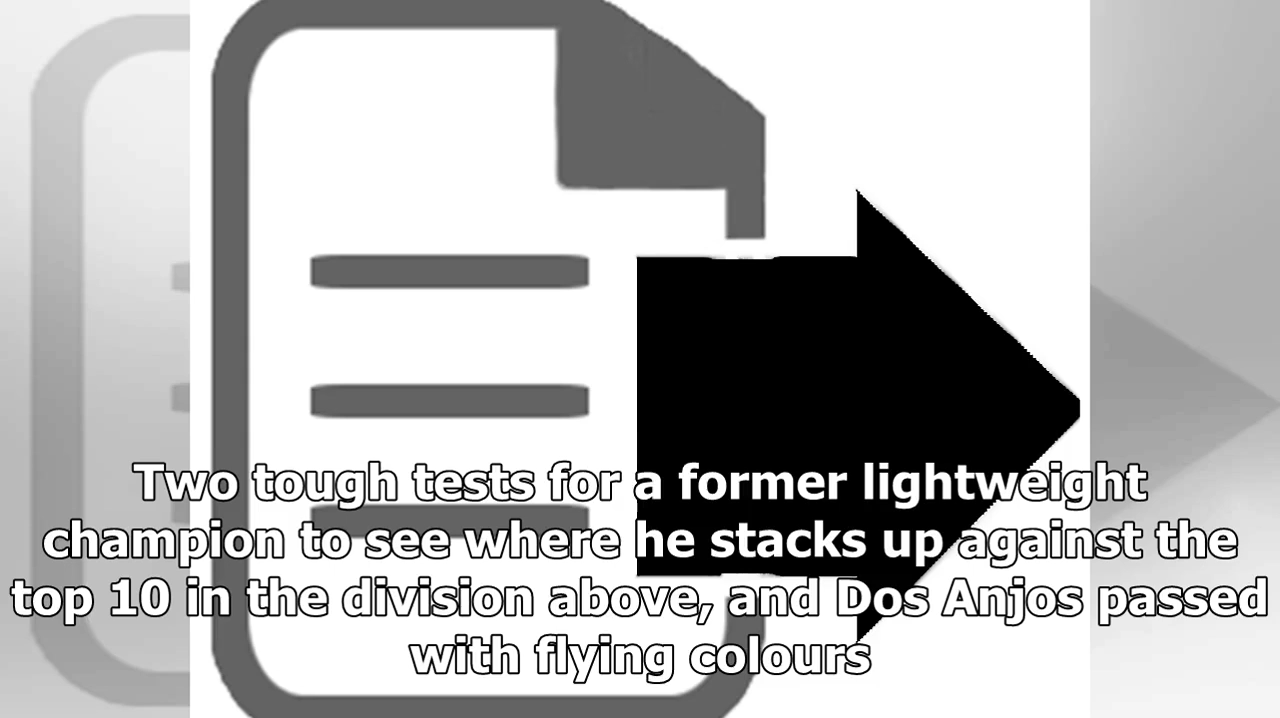 Two tough tests for a former lightweight
champion to see where he stacks up against the
top 10 in the division above, and Dos Anjos passed
with flying colours